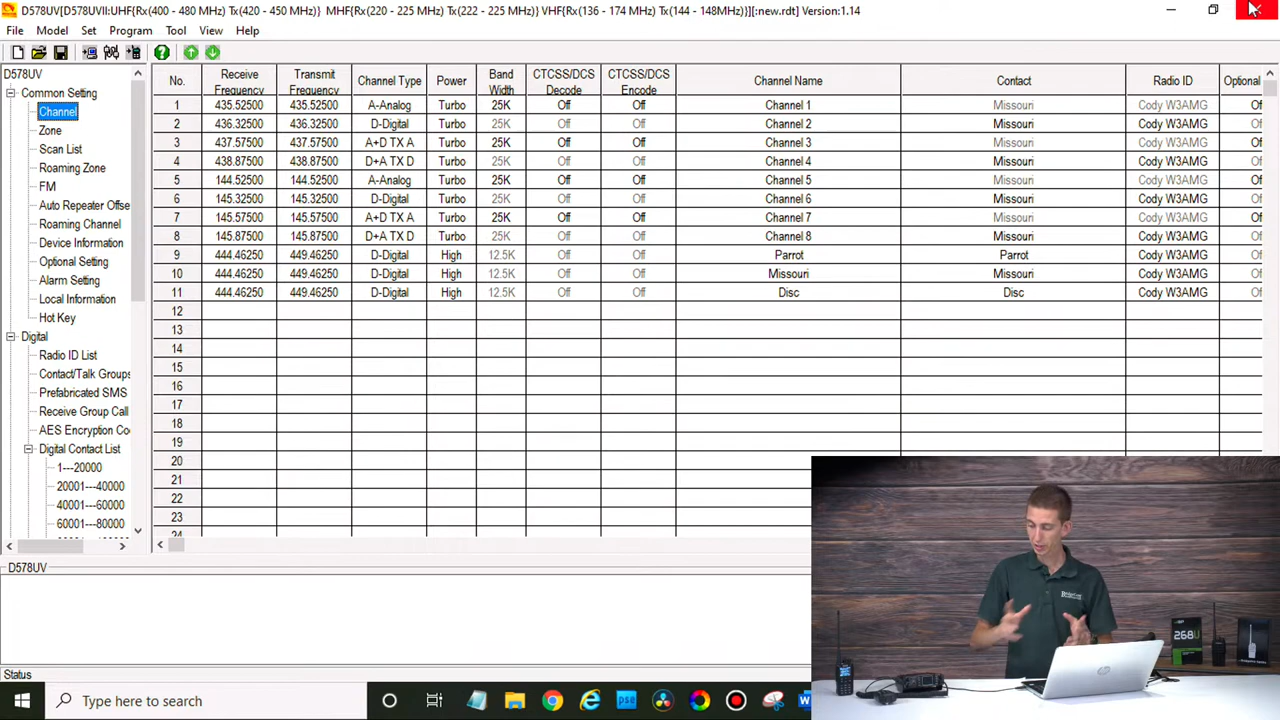 D578UV[D578UVII:UHF{Rx(400 - 480 MHz) Tx(420 - 450 MHz)} MHF{Rx(220 - 225 MHz) Tx(222 - 225 MHz)} VHF{Rx(136 - 174 MHz) Tx(144 - 148MHz)}][:new.rdt] Version:1.14
File Model Set Program Tool View Help
D578UV
Common Setting
Channel
Zone
Scan List
Roaming Zone
FM
Auto Repeater Offse
Roaming Channel
Device Information
Optional Setting
Alarm Setting
Local Information
Hot Key
Digital
Radio ID List
Contact/Talk Groups
Prefabricated SMS
Receive Group Call
AES Encryption Co
Digital Contact List
1---20000
20001---40000
40001---60000
60001---80000
No. Receive Frequency Transmit Frequency Channel Type Power Band Width CTCSS/DCS Decode CTCSS/DCS Encode Channel Name Contact Radio ID Optional
1 435.52500 435.52500 A-Analog Turbo 25K Off Off Channel 1 Missouri Cody W3AMG Of
2 436.32500 436.32500 D-Digital Turbo 25K Off Off Channel 2 Missouri Cody W3AMG Of
3 437.57500 437.57500 A+D TX A Turbo 25K Off Off Channel 3 Missouri Cody W3AMG Of
4 438.87500 438.87500 D+A TX D Turbo 25K Off Off Channel 4 Missouri Cody W3AMG Of
5 144.52500 144.52500 A-Analog Turbo 25K Off Off Channel 5 Missouri Cody W3AMG Of
6 145.32500 145.32500 D-Digital Turbo 25K Off Off Channel 6 Missouri Cody W3AMG Of
7 145.57500 145.57500 A+D TX A Turbo 25K Off Off Channel 7 Missouri Cody W3AMG Of
8 145.87500 145.87500 D+A TX D Turbo 25K Off Off Channel 8 Missouri Cody W3AMG Of
9 444.46250 449.46250 D-Digital High 12.5K Off Off Parrot Parrot Cody W3AMG Of
10 444.46250 449.46250 D-Digital High 12.5K Off Off Missouri Missouri Cody W3AMG Of
11 444.46250 449.46250 D-Digital High 12.5K Off Off Disc Disc Cody W3AMG Of
12
13
14
15
16
17
18
19
20
21
22
23
24
D578UV
Status
Type here to search
268U
hp